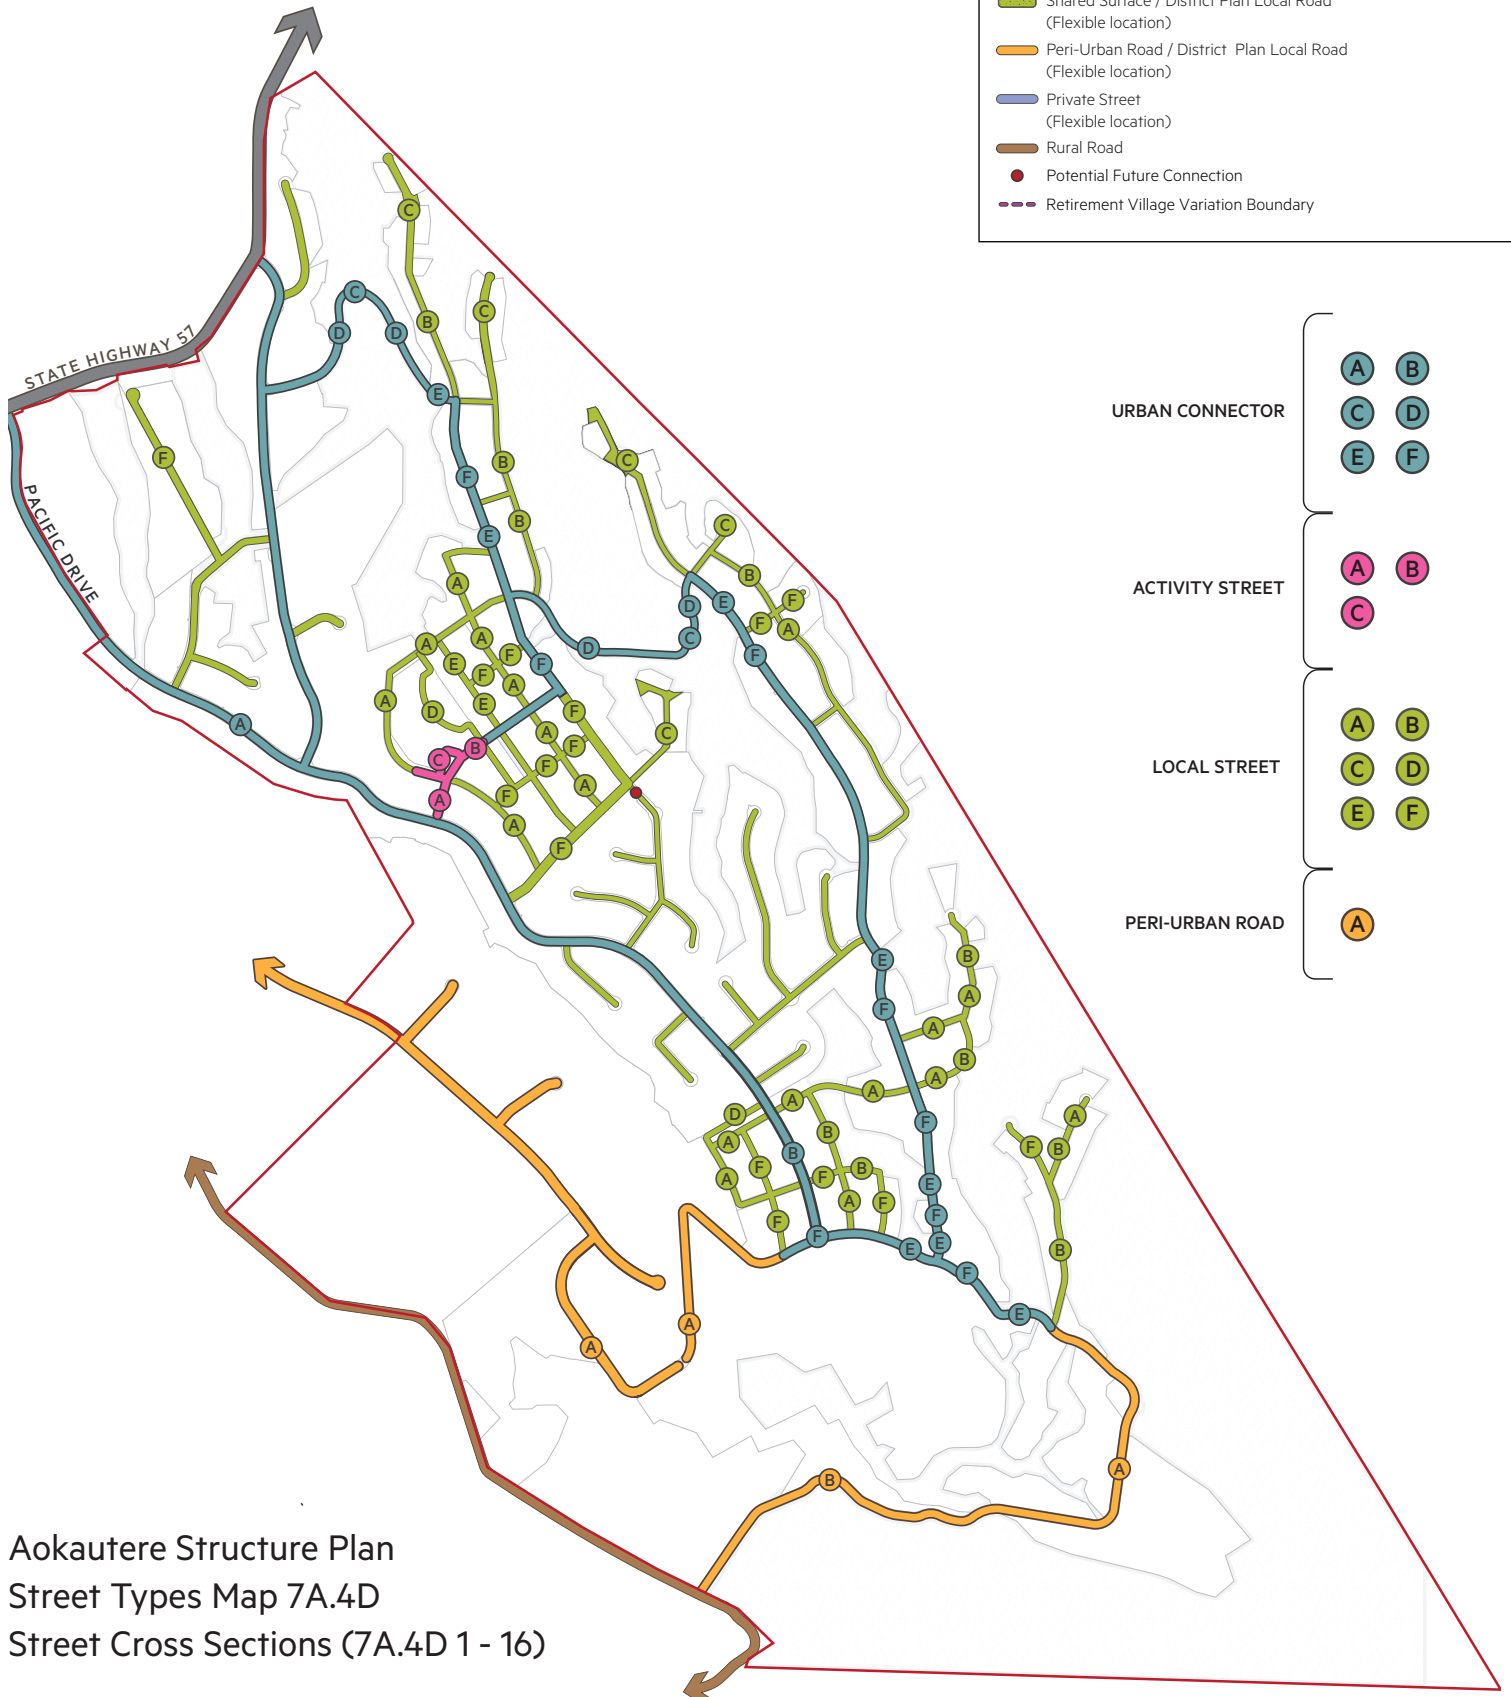 Shared Surface / District Plan Local Road
(Flexible location)
Peri-Urban Road / District Plan Local Road
(Flexible location)
Private Street
(Flexible location)
Rural Road
Potential Future Connection
Retirement Village Variation Boundary
STATE HIGHWAY 57
PACIFIC DRIVE
URBAN CONNECTOR
A B
C D
E F
ACTIVITY STREET
A B
C
LOCAL STREET
A B
C D
E F
PERI-URBAN ROAD
A
C
C
D
D
B
C
E
F
B
F
E
B
C
C
A
B
D
E
F
F
A
A
A
E
F
F
F
D
C
F
A
D
E
A
F
A
B
C
A
F
F
A
F
A
F
C
A
F
E
F
B
A
A
B
A
A
A
D
A
B
F
B
A
F
A
F
B
A
F
F
F
E
F
E
E
F
E
F
B
A
B
A
A
B
A
Aokautere Structure Plan
Street Types Map 7A.4D
Street Cross Sections (7A.4D 1 - 16)